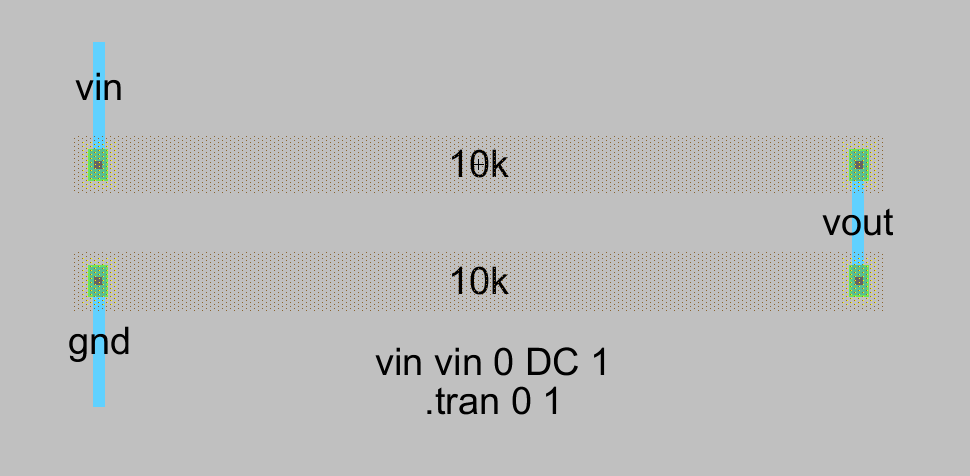 vin
10k
vout
10k
gnd
vin vin 0 DC 1
.tran 0 1